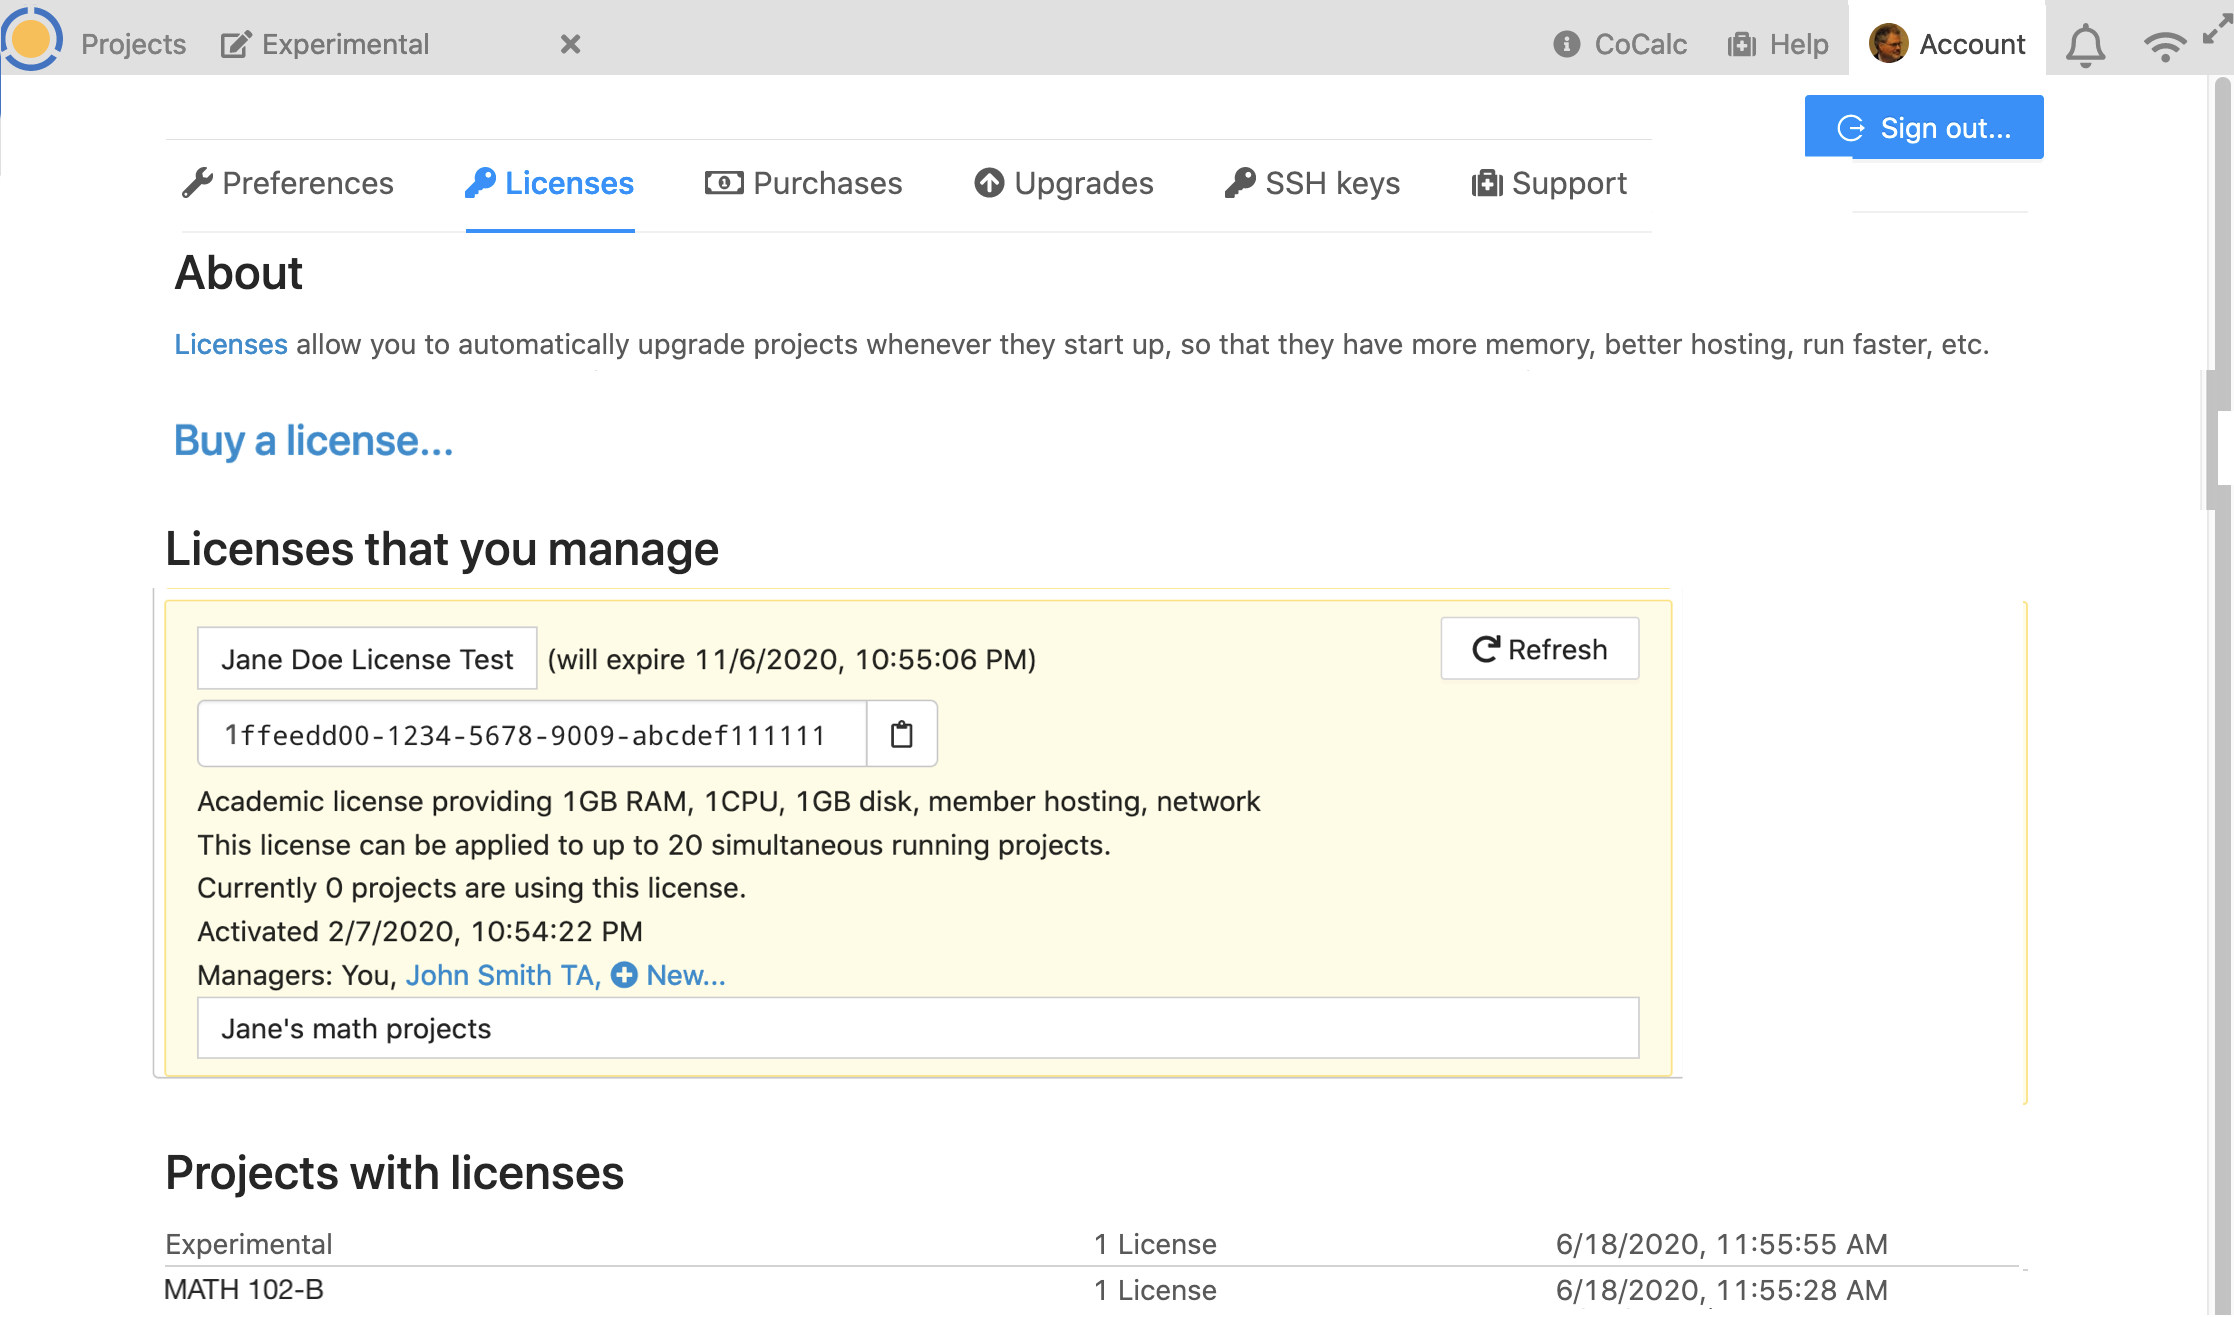 Projects Experimental CoCalc Help Account
Sign out...
Preferences Licenses Purchases Upgrades SSH keys Support
About
Licenses allow you to automatically upgrade projects whenever they start up, so that they have more memory, better hosting, run faster, etc.
Buy a license...
Licenses that you manage
Jane Doe License Test (will expire 11/6/2020, 10:55:06 PM) Refresh
1ffeedd00-1234-5678-9009-abcdef111111
Academic license providing 1GB RAM, 1CPU, 1GB disk, member hosting, network
This license can be applied to up to 20 simultaneous running projects.
Currently 0 projects are using this license.
Activated 2/7/2020, 10:54:22 PM
Managers: You, John Smith TA, New...
Jane's math projects
Projects with licenses
Experimental 1 License 6/18/2020, 11:55:55 AM
MATH 102-B 1 License 6/18/2020, 11:55:28 AM